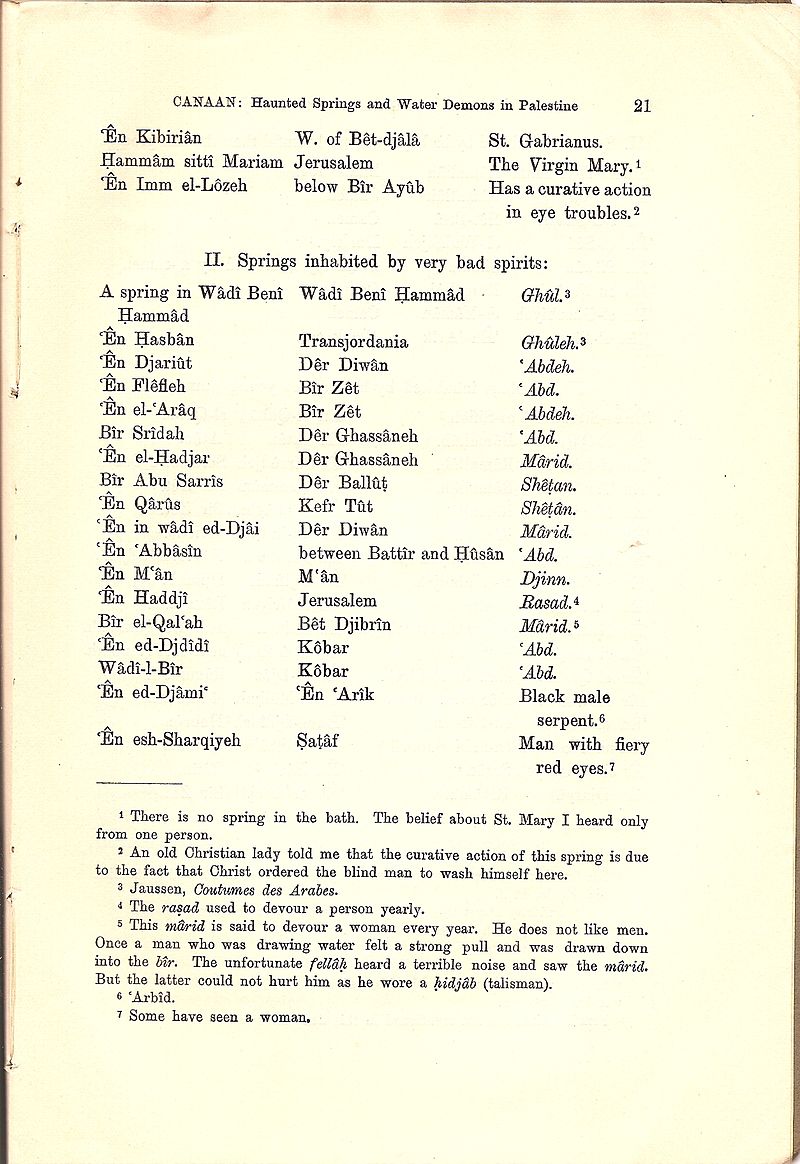 CANAAN: Haunted Springs and Water Demons in Palestine 21
ʿÊn Kibiriân W. of Bêt-djâlâ St. Gabrianus.
Ḥammâm sittî Mariam Jerusalem The Virgin Mary.¹
ʿÊn Imm el-Lôzeh below Bîr Ayûb Has a curative action
in eye troubles.²
II. Springs inhabited by very bad spirits:
A spring in Wâdî Benî Wâdî Benî Ḥammâd Ghûl.³
Ḥammâd
ʿÊn Ḥasbân Transjordania Ghûleh.³
ʿÊn Djariût Dêr Diwân ʿAbdeh.
ʿÊn Flêfleh Bîr Zêt ʿAbd.
ʿÊn el-ʿArâq Bîr Zêt ʿAbdeh.
Bîr Srîdah Dêr Ghassâneh ʿAbd.
ʿÊn el-Ḥadjar Dêr Ghassâneh Mârid.
Bîr Abu Sarrîs Dêr Ballûṭ Shêṭan.
ʿÊn Qârûs Kefr Tût Shêṭân.
ʿÊn in wâdî ed-Djâi Dêr Diwân Mârid.
ʿÊn ʿAbbâsîn between Battîr and Ḥûsân ʿAbd.
ʿÊn Mʿân Mʿân Djinn.
ʿÊn Haddjî Jerusalem Rasad.⁴
Bîr el-Qalʿah Bêt Djibrîn Mârid.⁵
ʿÊn ed-Djdîdî Kôbar ʿAbd.
Wâdî-l-Bîr Kôbar ʿAbd.
ʿÊn ed-Djâmiʿ ʿÊn ʿArîk Black male
serpent.⁶
ʿÊn esh-Sharqiyeh Ṣaṭâf Man with fiery
red eyes.⁷
¹ There is no spring in the bath. The belief about St. Mary I heard only
from one person.
² An old Christian lady told me that the curative action of this spring is due
to the fact that Christ ordered the blind man to wash himself here.
³ Jaussen, Coutumes des Arabes.
⁴ The raṣad used to devour a person yearly.
⁵ This mârid is said to devour a woman every year. He does not like men.
Once a man who was drawing water felt a strong pull and was drawn down
into the bîr. The unfortunate fellâḥ heard a terrible noise and saw the mârid.
But the latter could not hurt him as he wore a ḥidjâb (talisman).
⁶ ʿArbîd.
⁷ Some have seen a woman.